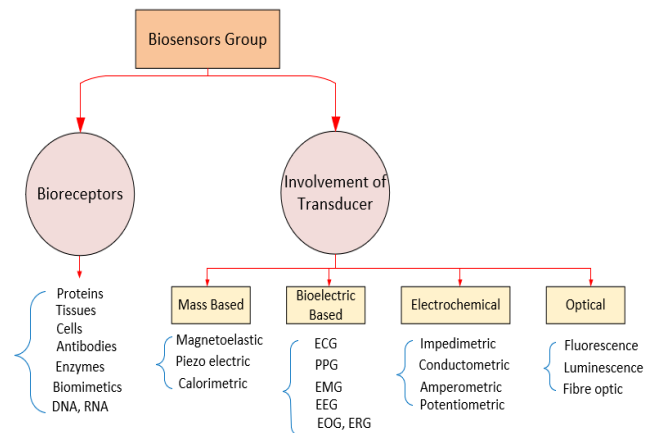 Biosensors Group
Bioreceptors
Involvement of
Transducer
Proteins
Tissues
Cells
Antibodies
Enzymes
Biomimetics
DNA, RNA
Mass Based
Magnetoelastic
Piezo electric
Calorimetric
Bioelectric
Based
ECG
PPG
EMG
EEG
EOG, ERG
Electrochemical
Impedimetric
Conductometric
Amperometric
Potentiometric
Optical
Fluorescence
Luminescence
Fibre optic